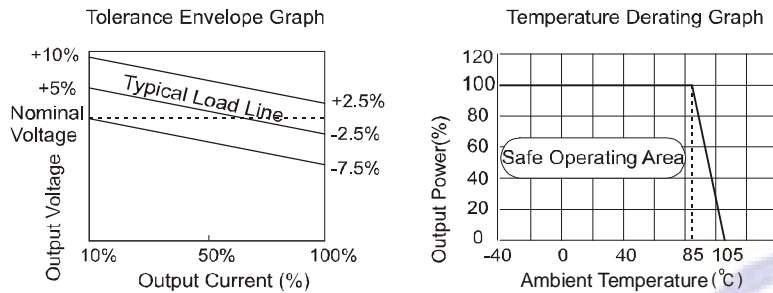 Tolerance Envelope Graph
+10%
+5%
Nominal
Voltage
Output Voltage
Typical Load Line
+2.5%
-2.5%
-7.5%
10%
50%
100%
Output Current (%)
Temperature Derating Graph
120
100
80
60
40
20
0
Output Power(%)
Safe Operating Area
-40
0
40
85
105
Ambient Temperature (℃)